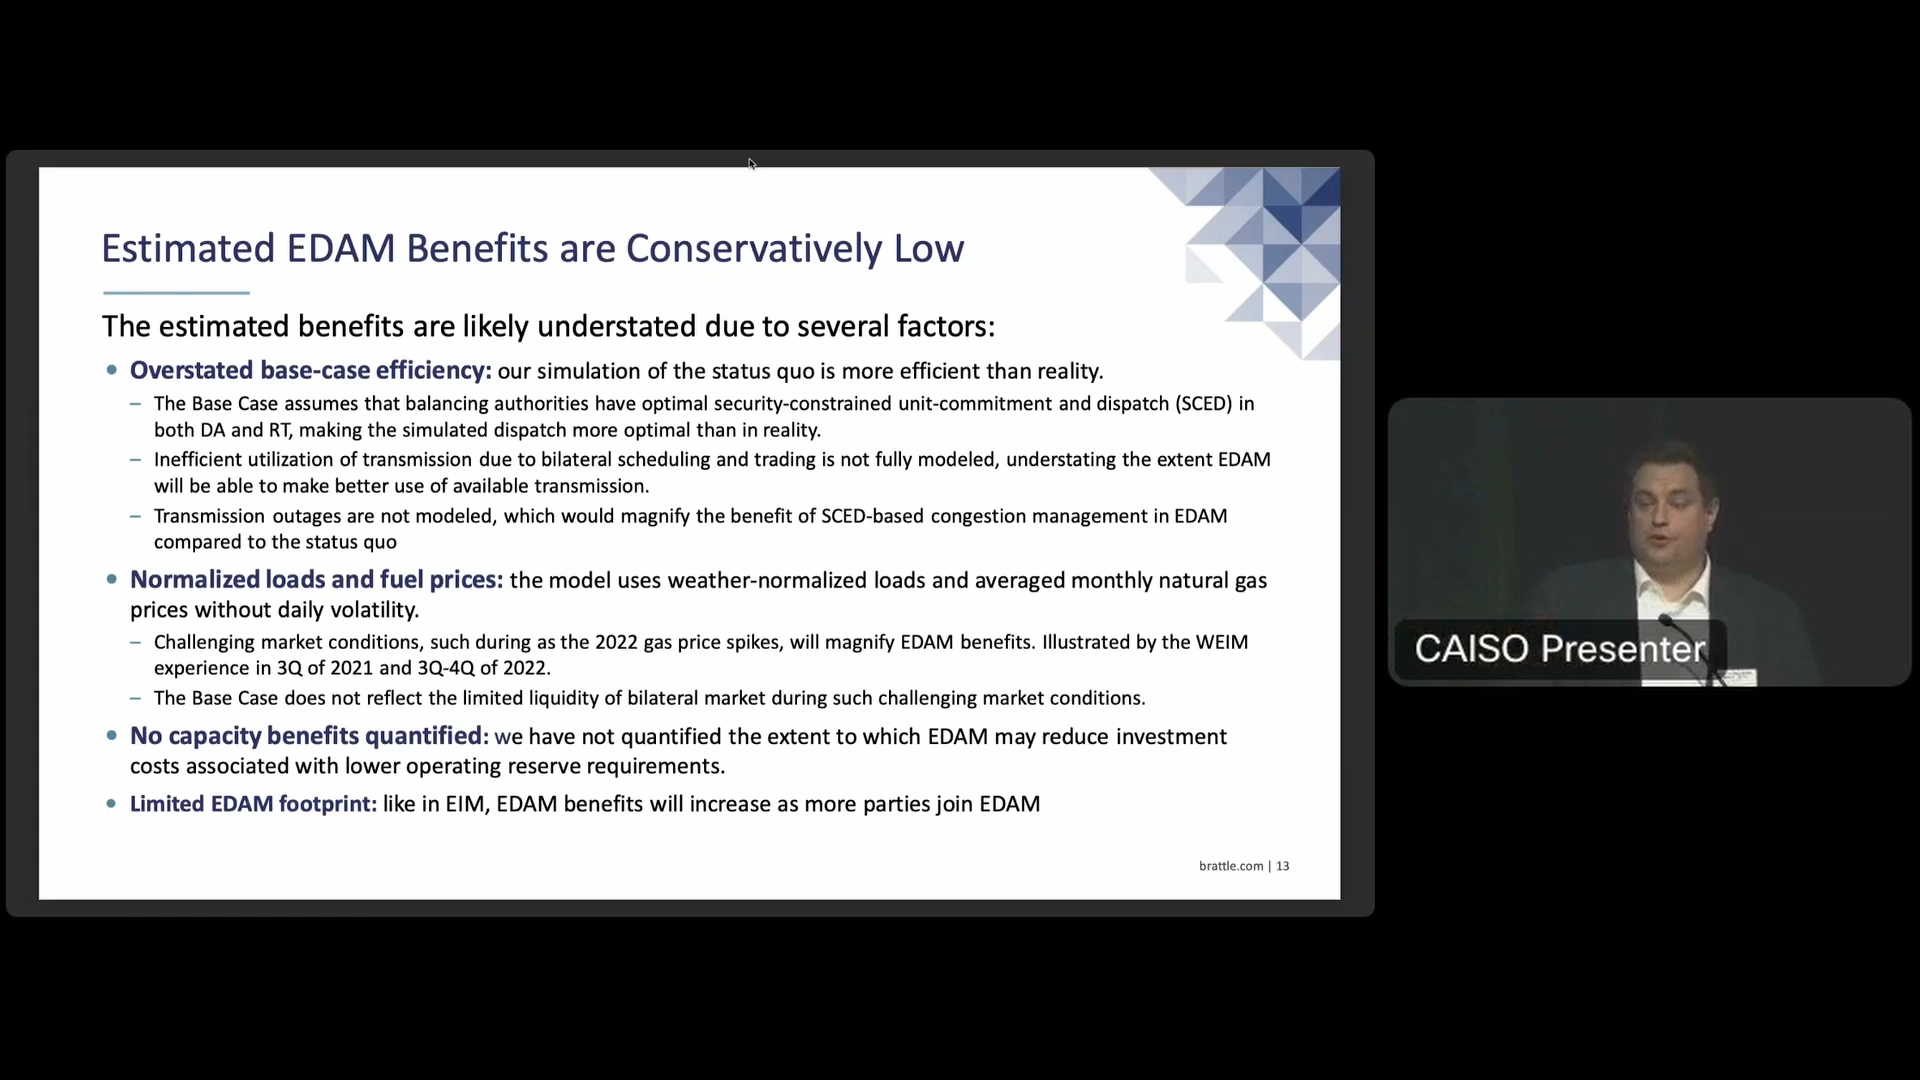 Estimated EDAM Benefits are Conservatively Low
The estimated benefits are likely understated due to several factors:
• Overstated base-case efficiency: our simulation of the status quo is more efficient than reality.
– The Base Case assumes that balancing authorities have optimal security-constrained unit-commitment and dispatch (SCED) in
both DA and RT, making the simulated dispatch more optimal than in reality.
– Inefficient utilization of transmission due to bilateral scheduling and trading is not fully modeled, understating the extent EDAM
will be able to make better use of available transmission.
– Transmission outages are not modeled, which would magnify the benefit of SCED-based congestion management in EDAM
compared to the status quo
• Normalized loads and fuel prices: the model uses weather-normalized loads and averaged monthly natural gas
prices without daily volatility.
– Challenging market conditions, such during as the 2022 gas price spikes, will magnify EDAM benefits. Illustrated by the WEIM
experience in 3Q of 2021 and 3Q-4Q of 2022.
– The Base Case does not reflect the limited liquidity of bilateral market during such challenging market conditions.
• No capacity benefits quantified: we have not quantified the extent to which EDAM may reduce investment
costs associated with lower operating reserve requirements.
• Limited EDAM footprint: like in EIM, EDAM benefits will increase as more parties join EDAM
brattle.com | 13
CAISO Presenter